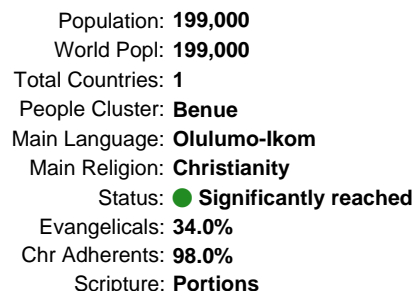 Population: 199,000
World Popl: 199,000
Total Countries: 1
People Cluster: Benue
Main Language: Olulumo-Ikom
Main Religion: Christianity
Status: Significantly reached
Evangelicals: 34.0%
Chr Adherents: 98.0%
Scripture: Portions